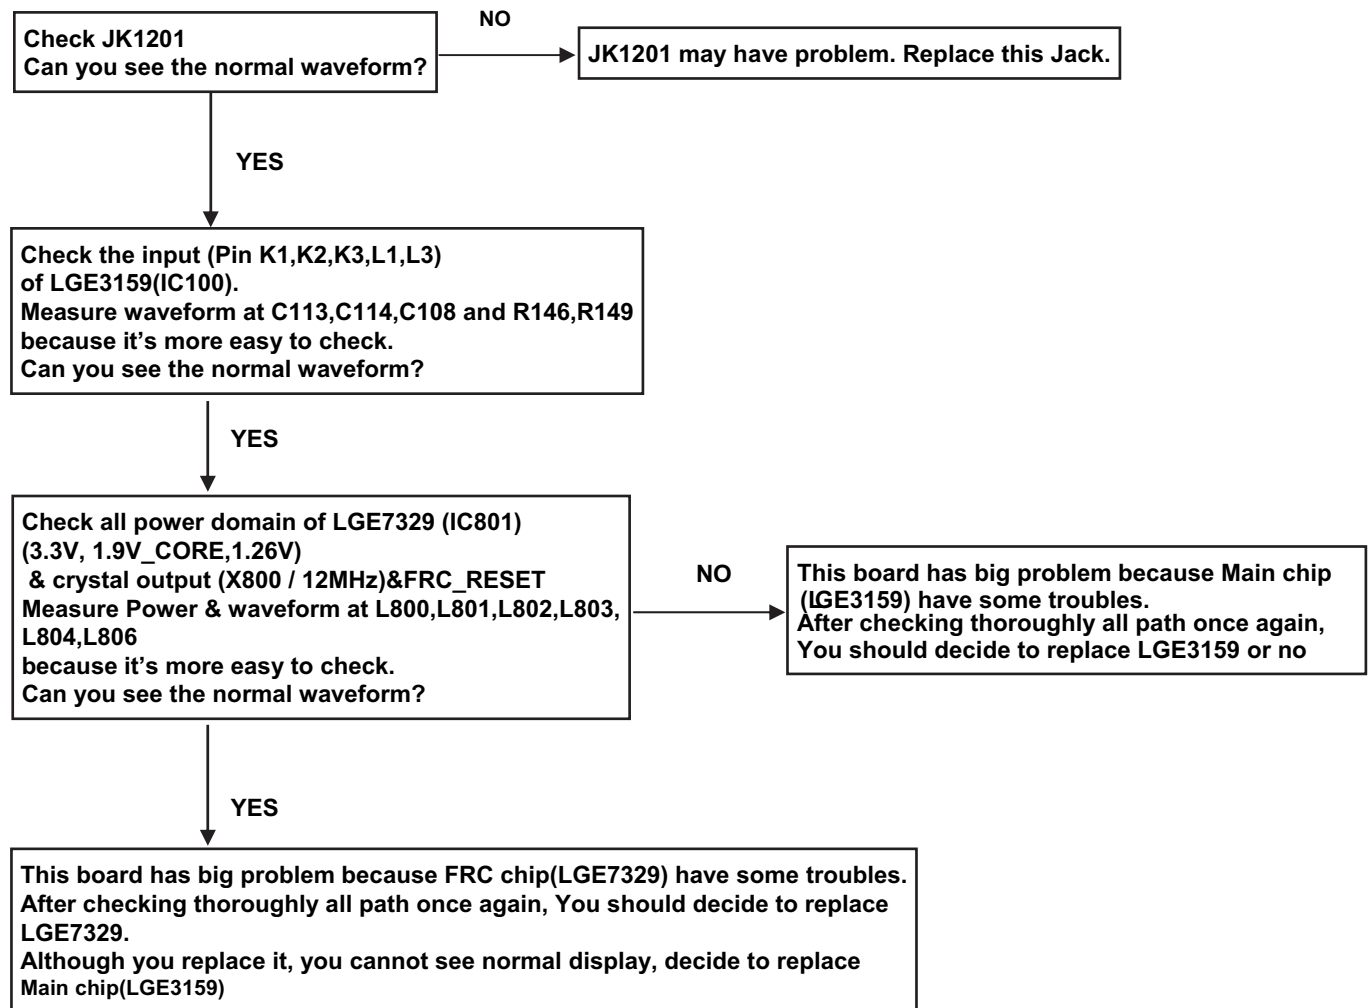 Check JK1201
Can you see the normal waveform?
NO
JK1201 may have problem. Replace this Jack.
YES
Check the input (Pin K1,K2,K3,L1,L3)
of LGE3159(IC100).
Measure waveform at C113,C114,C108 and R146,R149
because it's more easy to check.
Can you see the normal waveform?
YES
Check all power domain of LGE7329 (IC801)
(3.3V, 1.9V_CORE,1.26V)
& crystal output (X800 / 12MHz)&FRC_RESET
Measure Power & waveform at L800,L801,L802,L803,
L804,L806
because it's more easy to check.
Can you see the normal waveform?
NO
This board has big problem because Main chip
(LGE3159) have some troubles.
After checking thoroughly all path once again,
You should decide to replace LGE3159 or no
YES
This board has big problem because FRC chip(LGE7329) have some troubles.
After checking thoroughly all path once again, You should decide to replace
LGE7329.
Although you replace it, you cannot see normal display, decide to replace
Main chip(LGE3159)